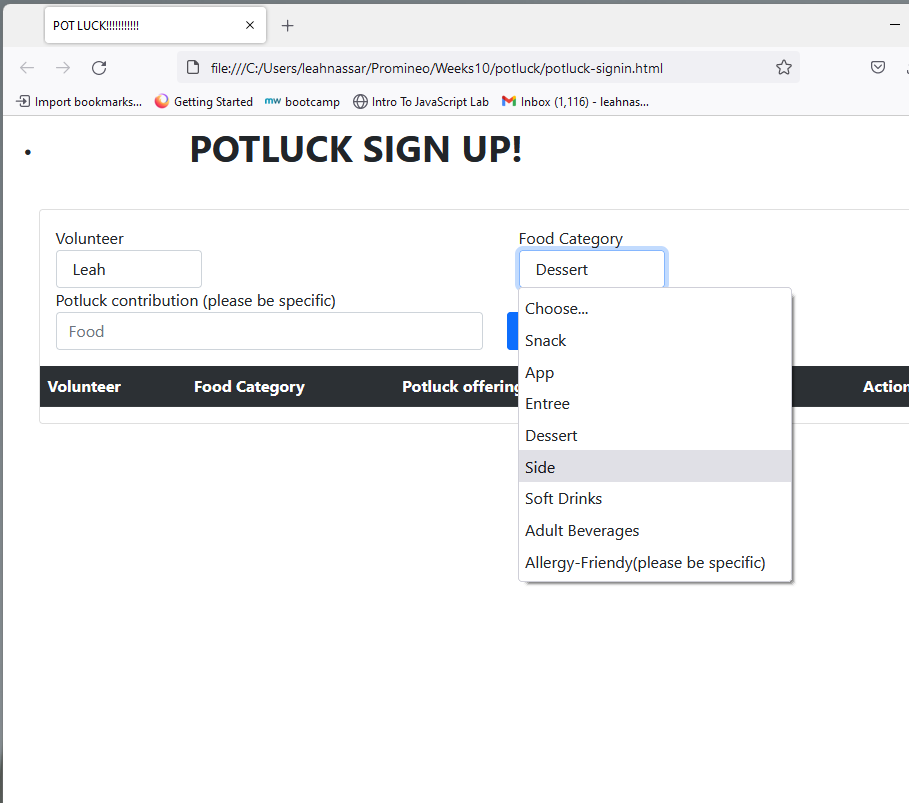 POT LUCK!!!!!!!!!!!
file:///C:/Users/leahnassar/Promineo/Weeks10/potluck/potluck-signin.html
Import bookmarks... Getting Started mw bootcamp Intro To JavaScript Lab Inbox (1,116) - leahnas...
• POTLUCK SIGN UP!
Volunteer Food Category
Leah Dessert
Potluck contribution (please be specific)
Food
Volunteer Food Category Potluck offering Action
Choose...
Snack
App
Entree
Dessert
Side
Soft Drinks
Adult Beverages
Allergy-Friendy(please be specific)